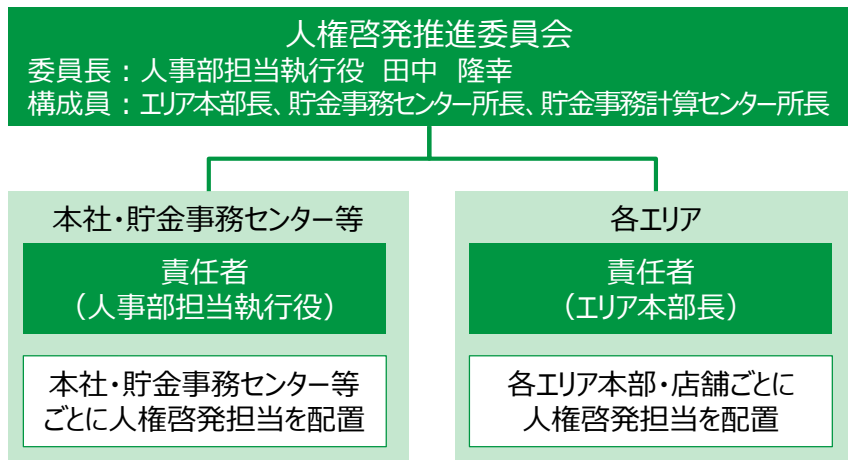 人権啓発推進委員会
委員長：人事部担当執行役 田中 隆幸
構成員：エリア本部長、貯金事務センター所長、貯金事務計算センター所長
本社・貯金事務センター等
責任者
（人事部担当執行役）
本社・貯金事務センター等
ごとに人権啓発担当を配置
各エリア
責任者
（エリア本部長）
各エリア本部・店舗ごとに
人権啓発担当を配置